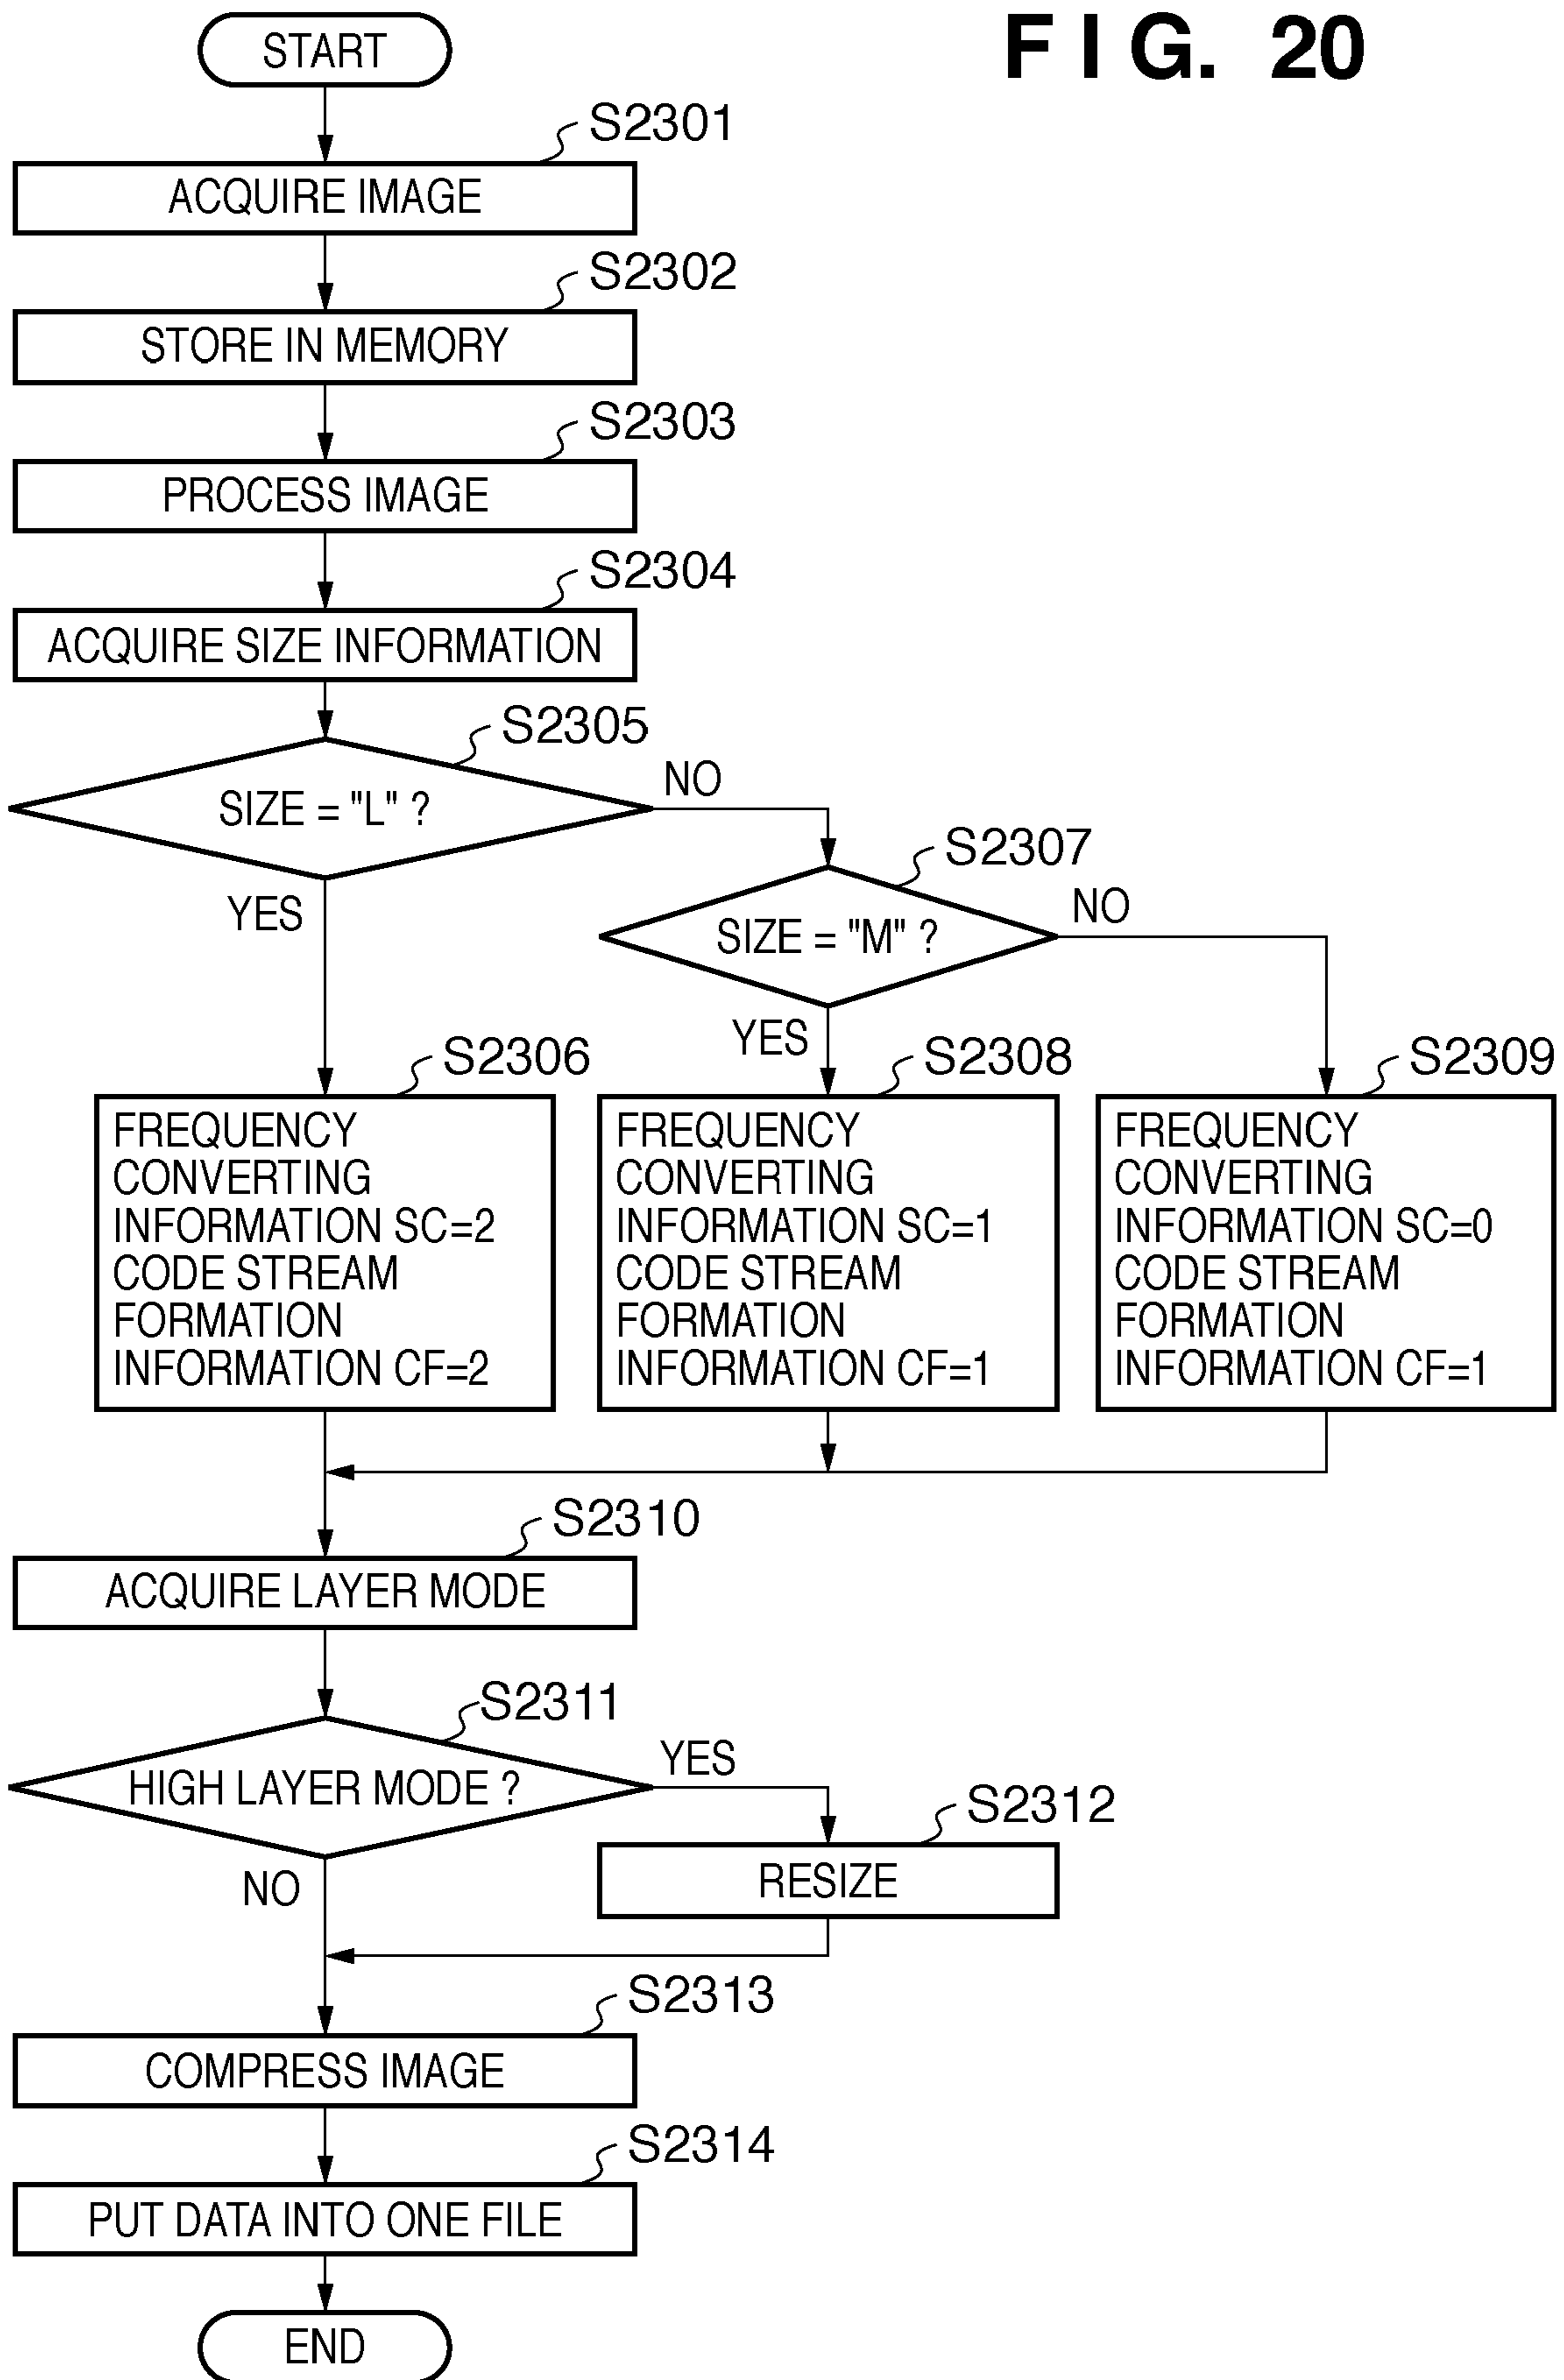 FIG. 20
START
S2301
ACQUIRE IMAGE
S2302
STORE IN MEMORY
S2303
PROCESS IMAGE
S2304
ACQUIRE SIZE INFORMATION
S2305
SIZE = "L" ?
NO
YES
S2307
SIZE = "M" ?
NO
YES
S2306
FREQUENCY
CONVERTING
INFORMATION SC=2
CODE STREAM
FORMATION
INFORMATION CF=2
S2308
FREQUENCY
CONVERTING
INFORMATION SC=1
CODE STREAM
FORMATION
INFORMATION CF=1
S2309
FREQUENCY
CONVERTING
INFORMATION SC=0
CODE STREAM
FORMATION
INFORMATION CF=1
S2310
ACQUIRE LAYER MODE
S2311
HIGH LAYER MODE ?
YES
NO
S2312
RESIZE
S2313
COMPRESS IMAGE
S2314
PUT DATA INTO ONE FILE
END